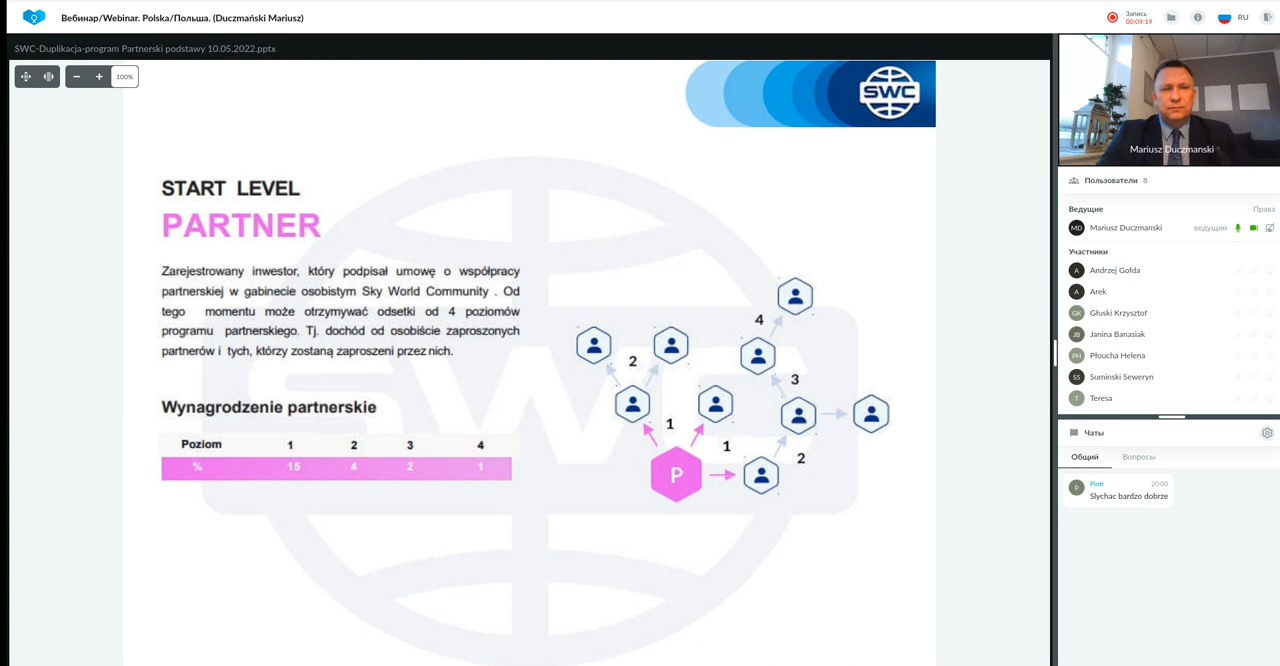 Вебинар/Webinar. Polska/Польша. (Duczmański Mariusz)
Запись
00:09:19
RU
SWC-Duplikacja-program Partnerski podstawy 10.05.2022.pptx
100%
SWC
START LEVEL
PARTNER
Zarejestrowany inwestor, który podpisał umowę o współpracy
partnerskiej w gabinecie osobistym Sky World Community . Od
tego momentu może otrzymywać odsetki od 4 poziomów
programu partnerskiego. Tj. dochód od osobiście zaproszonych
partnerów i tych, którzy zostaną zaproszeni przez nich.
Wynagrodzenie partnerskie
Poziom 1 2 3 4
% 15 4 2 1
4
2
3
1
1
2
P
Mariusz Duczmanski
Пользователи 8
Ведущие Права
MD Mariusz Duczmanski ведущий
Участники
A Andrzej Gołda
A Arek
GK Głuski Krzysztof
JB Janina Banasiak
PH Płoucha Helena
SS Suminski Seweryn
T Teresa
Чаты
Общий Вопросы
P Piotr 20:00
Slychac bardzo dobrze